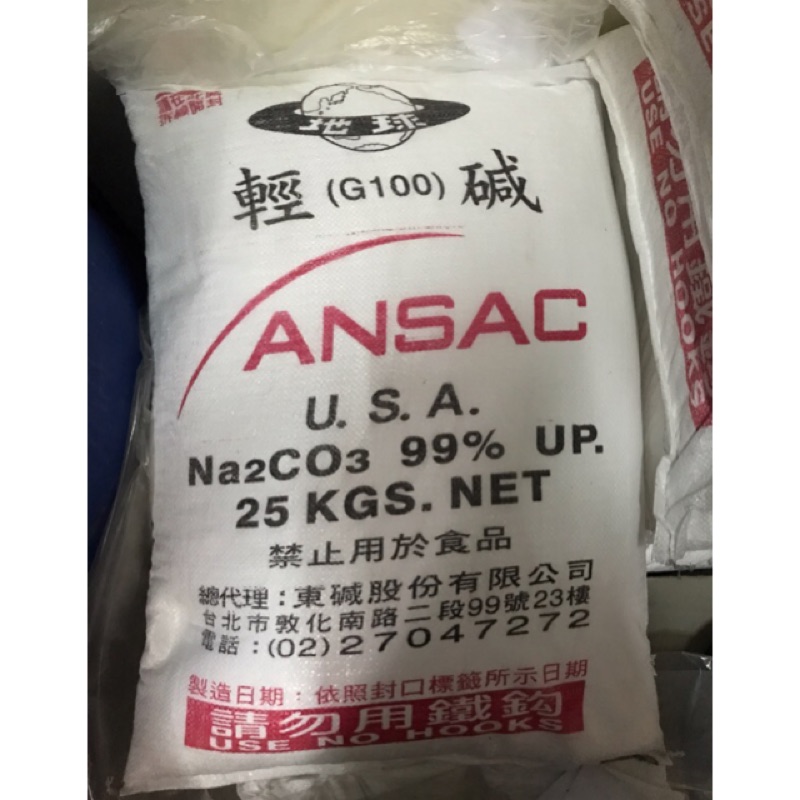 地球
輕 (G100) 碱
ANSAC
U. S. A.
Na2CO3 99% UP.
25 KGS. NET
禁止用於食品
總代理：東碱股份有限公司
台北市敦化南路二段99號23樓
電話：(02)27047272
製造日期：依照封口標籤所示日期
請勿用鐵鈎
USE NO HOOKS
USE NO HOOKS